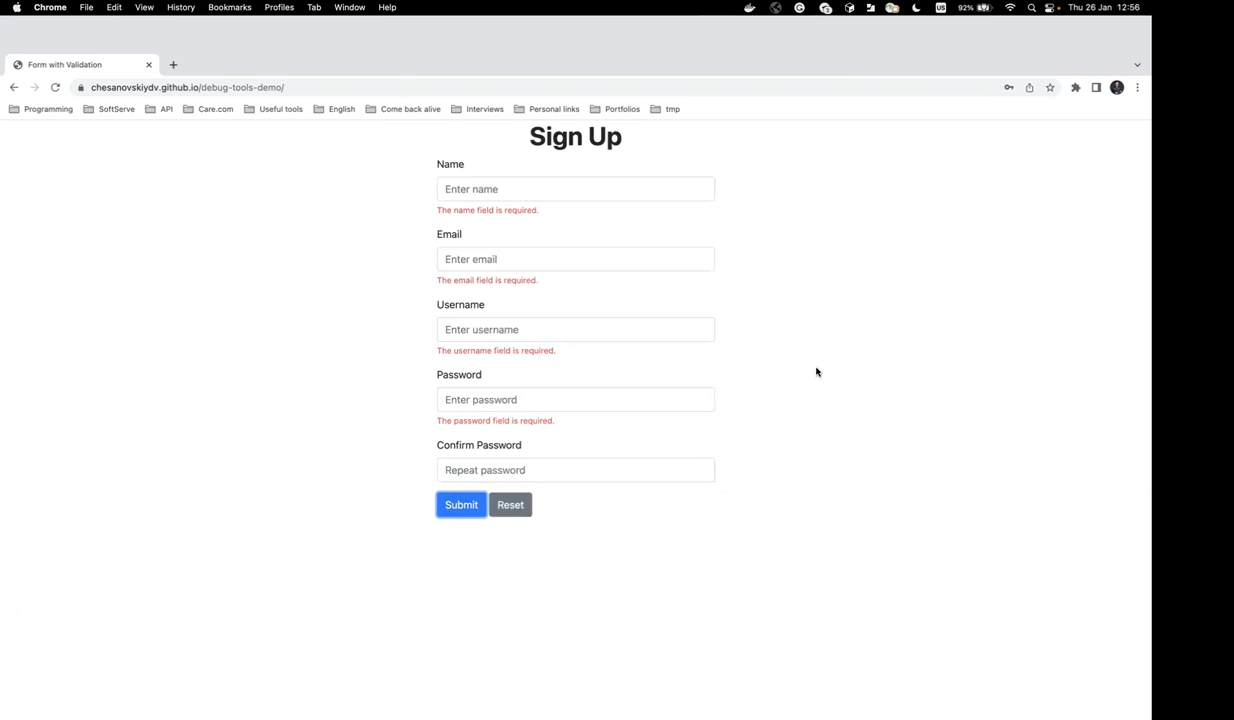 Chrome File Edit View History Bookmarks Profiles Tab Window Help US 92% Thu 26 Jan 12:56
Form with Validation
chesanovskiydv.github.io/debug-tools-demo/
Programming SoftServe API Care.com Useful tools English Come back alive Interviews Personal links Portfolios tmp
Sign Up
Name
Enter name
The name field is required.
Email
Enter email
The email field is required.
Username
Enter username
The username field is required.
Password
Enter password
The password field is required.
Confirm Password
Repeat password
Submit Reset